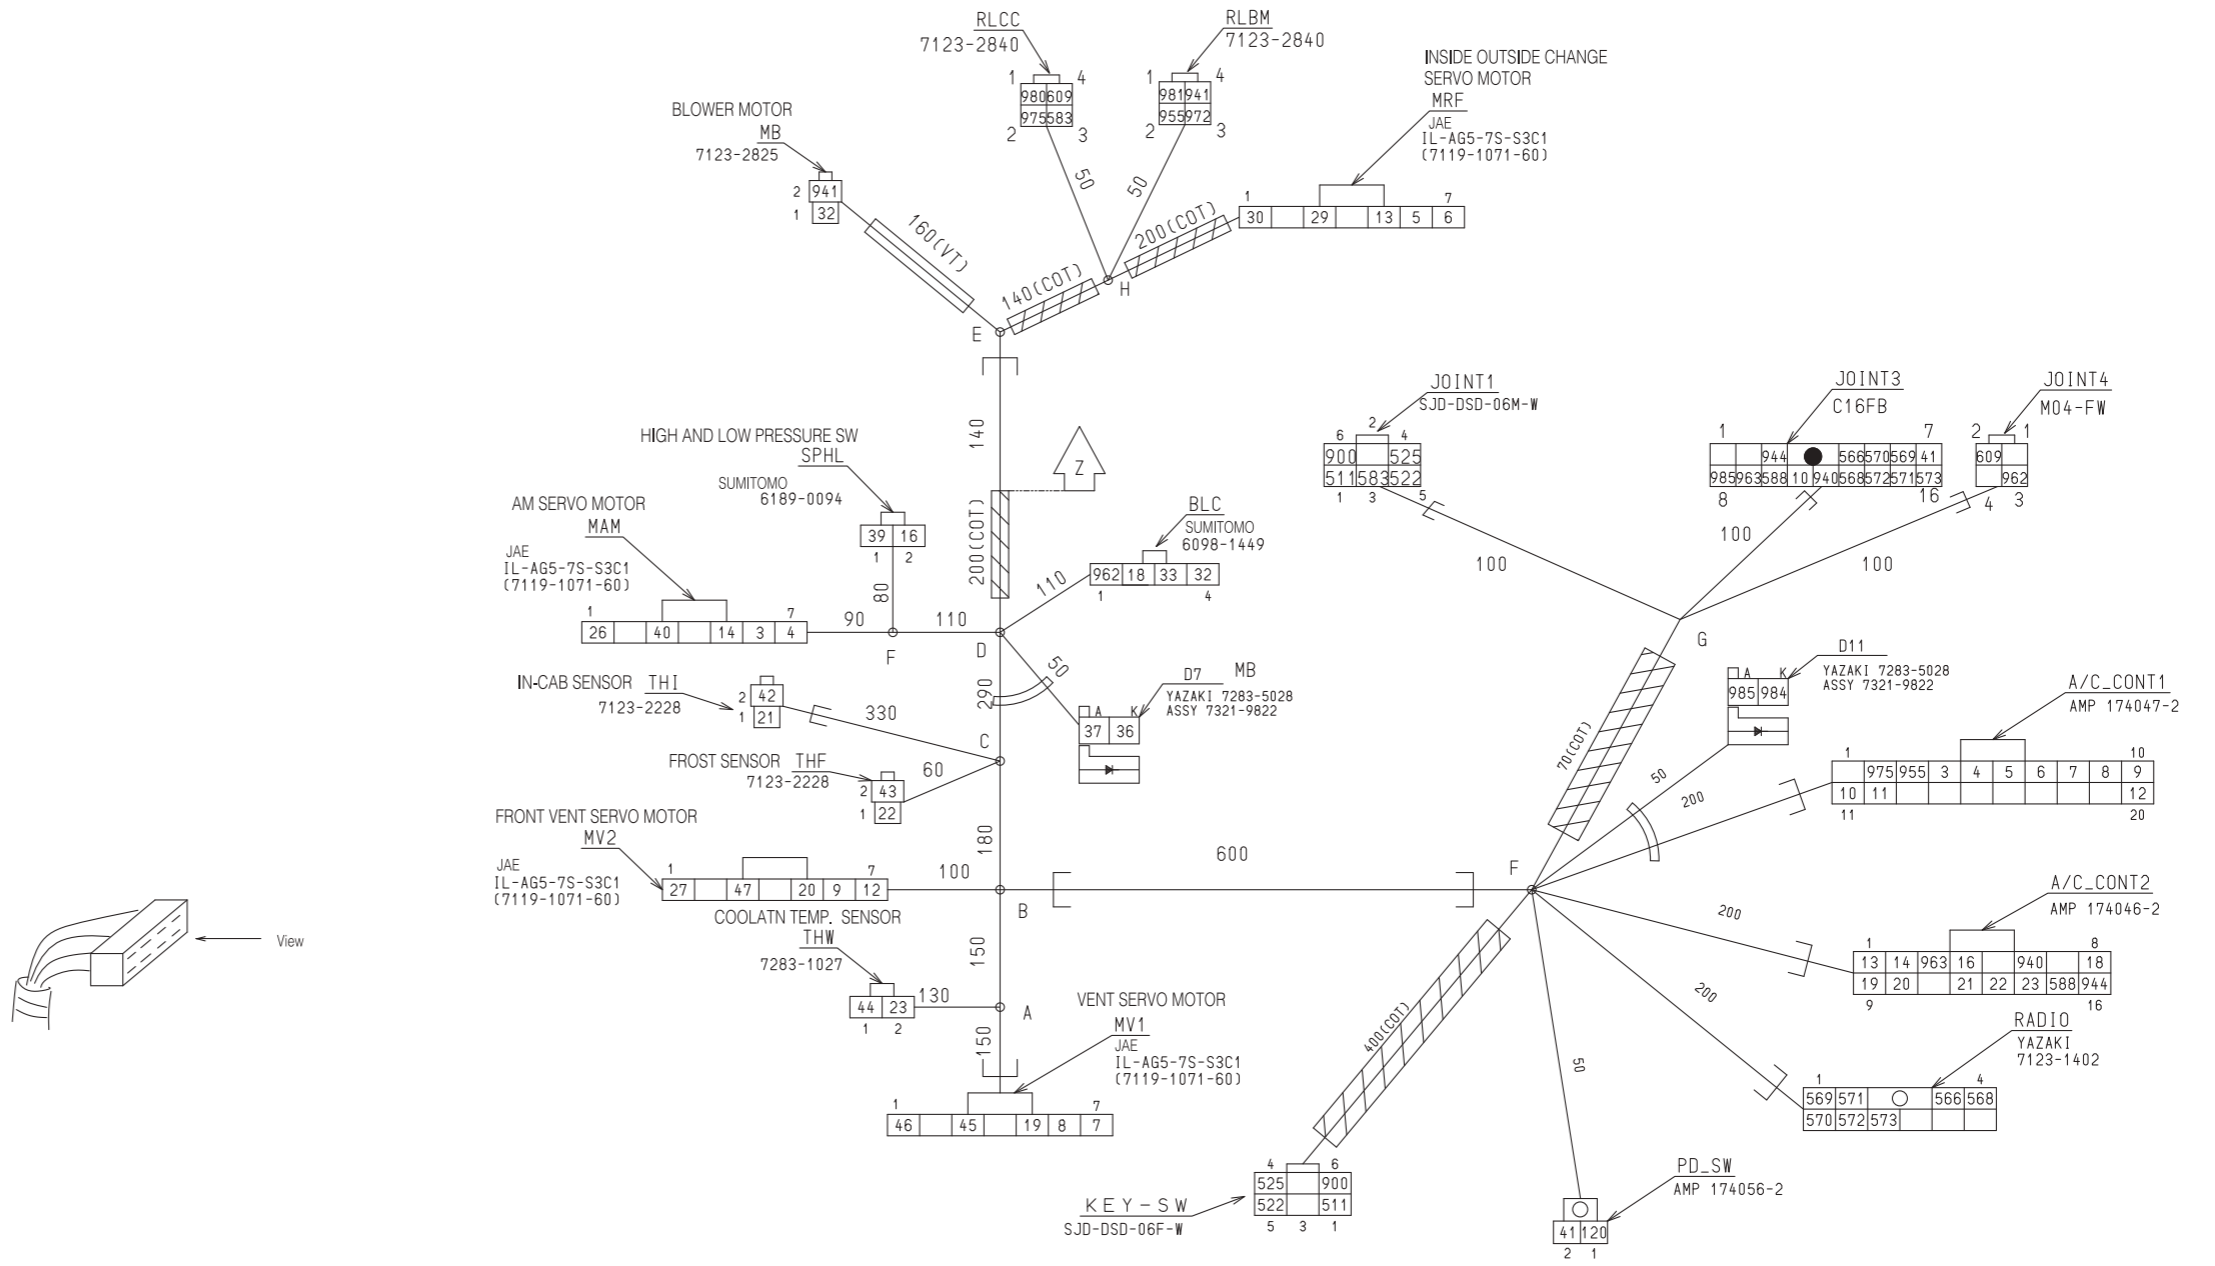 RLCC
7123-2840
1 4
980 609
975 583
2 3
RLBM
7123-2840
1 4
981 941
955 972
2 3
INSIDE OUTSIDE CHANGE
SERVO MOTOR
MRF
JAE
IL-AG5-7S-S3C1
(7119-1071-60)
1 7
30 29 13 5 6
BLOWER MOTOR
MB
7123-2825
2 941
1 32
50
50
160(VT)
200(COT)
140(COT)
H
E
140
Z
200(COT)
HIGH AND LOW PRESSURE SW
SPHL
SUMITOMO
6189-0094
39 16
1 2
80
AM SERVO MOTOR
MAM
JAE
IL-AG5-7S-S3C1
(7119-1071-60)
1 7
26 40 14 3 4
90
110
F
D
BLC
SUMITOMO
6098-1449
962 18 33 32
1 4
110
50
290
D7 MB
YAZAKI 7283-5028
ASSY 7321-9822
A K
37 36
IN-CAB SENSOR THI
7123-2228
2 42
1 21
330
C
FROST SENSOR THF
7123-2228
2 43
1 22
60
180
FRONT VENT SERVO MOTOR
MV2
JAE
IL-AG5-7S-S3C1
(7119-1071-60)
1 7
27 47 20 9 12
100
B
600
F
COOLATN TEMP. SENSOR
THW
7283-1027
44 23
1 2
130
150
A
150
VENT SERVO MOTOR
MV1
JAE
IL-AG5-7S-S3C1
(7119-1071-60)
1 7
46 45 19 8 7
View
JOINT1
SJD-DSD-06M-W
6 2 4
900 525
511 583 522
1 3 5
JOINT3
C16FB
1 7
944 566 570 569 41
985 963 588 10 940 568 572 571 573
8 16
JOINT4
M04-FW
2 1
609
962
4 3
100
100
100
G
70(COT)
D11
YAZAKI 7283-5028
ASSY 7321-9822
A K
985 984
50
A/C_CONT1
AMP 174047-2
1 10
975 955 3 4 5 6 7 8 9
10 11 12
11 20
200
A/C_CONT2
AMP 174046-2
1 8
13 14 963 16 940 18
19 20 21 22 23 588 944
9 16
200
RADIO
YAZAKI
7123-1402
1 4
569 571 566 568
570 572 573
200
PD_SW
AMP 174056-2
41 120
2 1
50
400(COT)
KEY-SW
SJD-DSD-06F-W
4 6
525 900
522 511
5 3 1